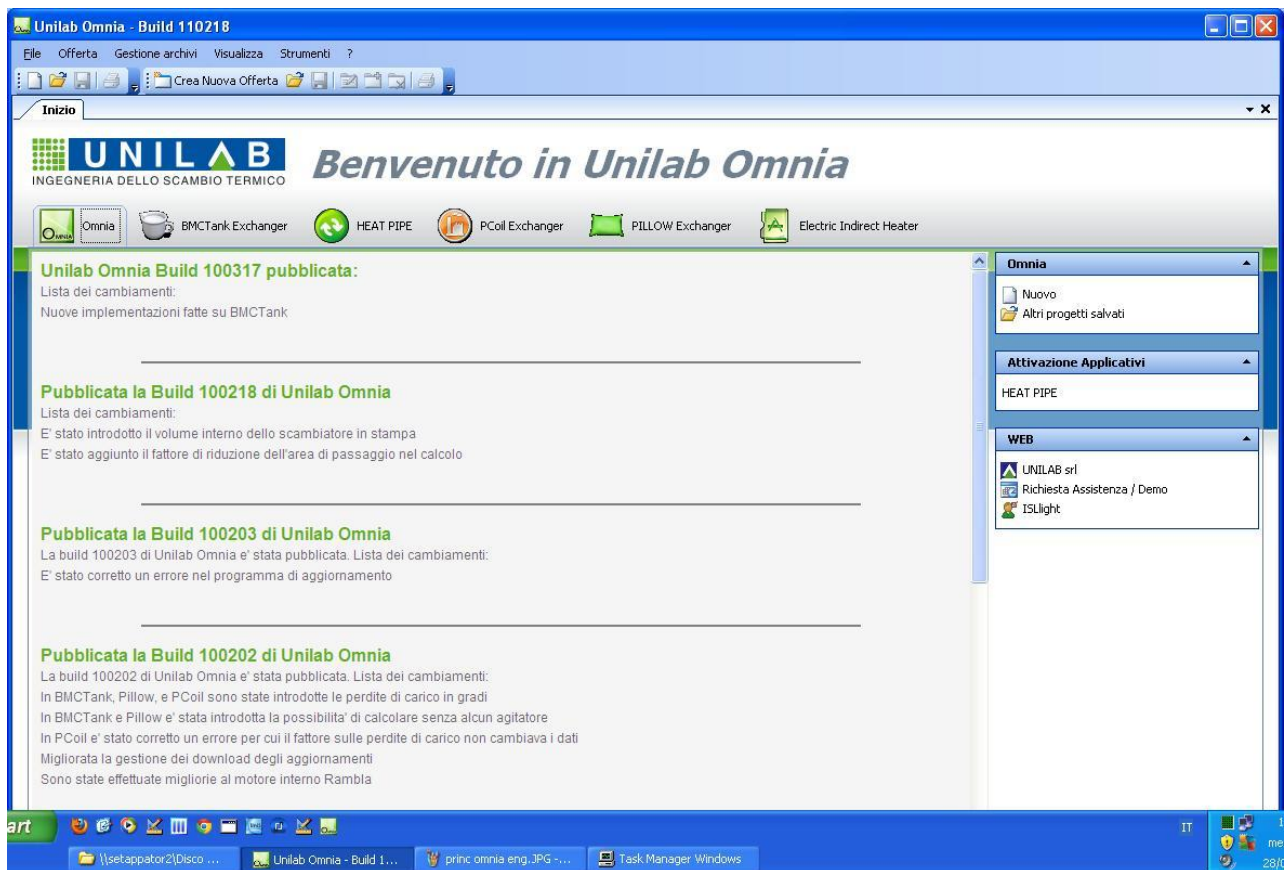 Unilab Omnia - Build 110218
File Offerta Gestione archivi Visualizza Strumenti ?
Crea Nuova Offerta
Inizio
UNILAB
INGEGNERIA DELLO SCAMBIO TERMICO
Benvenuto in Unilab Omnia
OMNIA
Omnia BMCTank Exchanger HEAT PIPE PCoil Exchanger PILLOW Exchanger Electric Indirect Heater
Unilab Omnia Build 100317 pubblicata:
Lista dei cambiamenti:
Nuove implementazioni fatte su BMCTank
Pubblicata la Build 100218 di Unilab Omnia
Lista dei cambiamenti:
E' stato introdotto il volume interno dello scambiatore in stampa
E' stato aggiunto il fattore di riduzione dell'area di passaggio nel calcolo
Pubblicata la Build 100203 di Unilab Omnia
La build 100203 di Unilab Omnia e' stata pubblicata. Lista dei cambiamenti:
E' stato corretto un errore nel programma di aggiornamento
Pubblicata la Build 100202 di Unilab Omnia
La build 100202 di Unilab Omnia e' stata pubblicata. Lista dei cambiamenti:
In BMCTank, Pillow, e PCoil sono state introdotte le perdite di carico in gradi
In BMCTank e Pillow e' stata introdotta la possibilita' di calcolare senza alcun agitatore
In PCoil e' stato corretto un errore per cui il fattore sulle perdite di carico non cambiava i dati
Migliorata la gestione dei download degli aggiornamenti
Sono state effettuate migliorie al motore interno Rambla
Omnia
Nuovo
Altri progetti salvati
Attivazione Applicativi
HEAT PIPE
WEB
UNILAB srl
Richiesta Assistenza / Demo
ISLlight
art
IT
1
me
28/0
\\setappator2\Disco ...
Unilab Omnia - Build 1...
princ omnia eng.JPG -...
Task Manager Windows